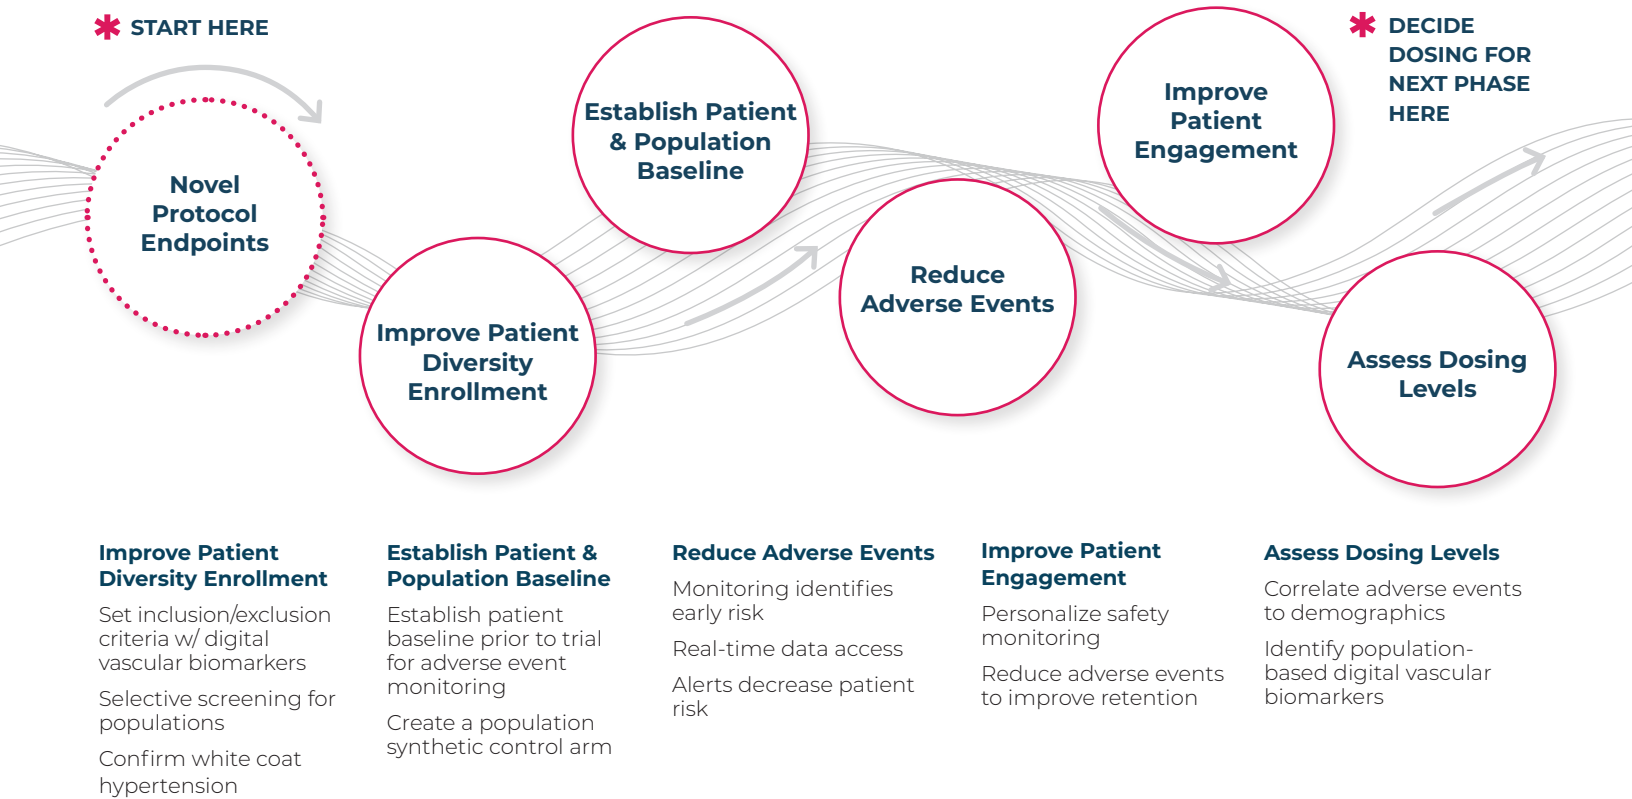 START HERE
Novel
Protocol
Endpoints
Improve Patient
Diversity
Enrollment
Establish Patient
& Population
Baseline
Reduce
Adverse Events
Improve
Patient
Engagement
DECIDE
DOSING FOR
NEXT PHASE
HERE
Assess Dosing
Levels
Improve Patient
Diversity Enrollment
Set inclusion/exclusion
criteria w/ digital
vascular biomarkers
Selective screening for
populations
Confirm white coat
hypertension
Establish Patient &
Population Baseline
Establish patient
baseline prior to trial
for adverse event
monitoring
Create a population
synthetic control arm
Reduce Adverse Events
Monitoring identifies
early risk
Real-time data access
Alerts decrease patient
risk
Improve Patient
Engagement
Personalize safety
monitoring
Reduce adverse events
to improve retention
Assess Dosing Levels
Correlate adverse events
to demographics
Identify population-
based digital vascular
biomarkers